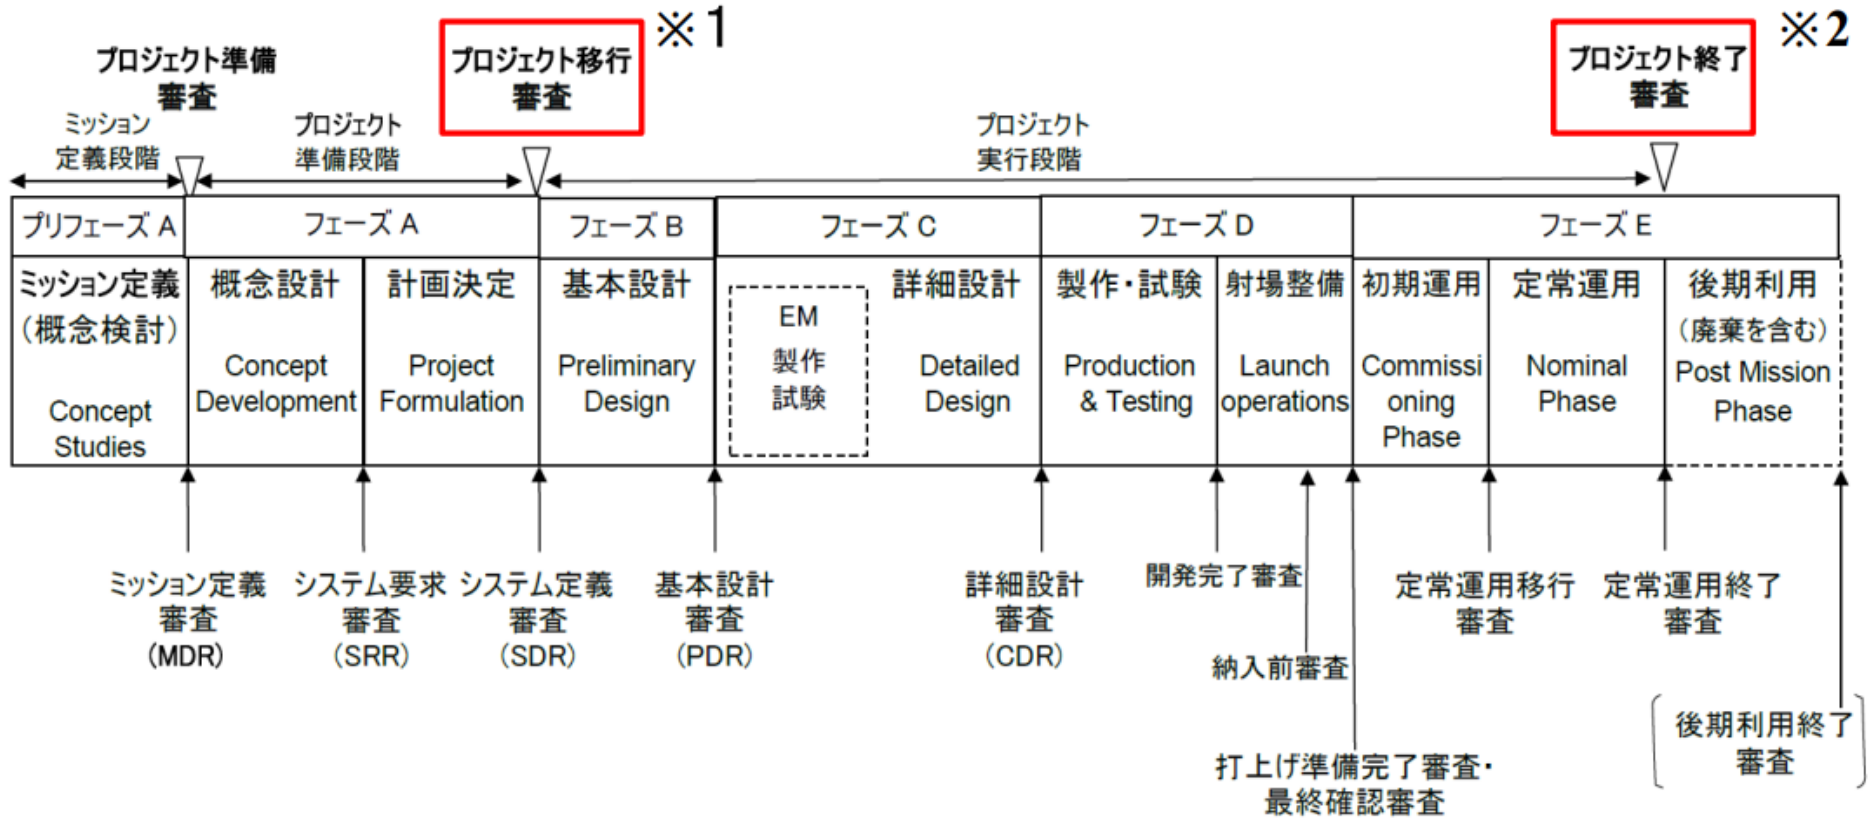 ※1
※2
プロジェクト準備
審査
プロジェクト移行
審査
プロジェクト終了
審査
ミッション
定義段階
プロジェクト
準備段階
プロジェクト
実行段階
プリフェーズ A
フェーズ A
フェーズ B
フェーズ C
フェーズ D
フェーズ E
ミッション定義
(概念検討)
Concept
Studies
概念設計
Concept
Development
計画決定
Project
Formulation
基本設計
Preliminary
Design
EM
製作
試験
詳細設計
Detailed
Design
製作・試験
Production
& Testing
射場整備
Launch
operations
初期運用
Commissi
oning
Phase
定常運用
Nominal
Phase
後期利用
(廃棄を含む)
Post Mission
Phase
ミッション定義
審査
(MDR)
システム要求
審査
(SRR)
システム定義
審査
(SDR)
基本設計
審査
(PDR)
詳細設計
審査
(CDR)
開発完了審査
納入前審査
打上げ準備完了審査・
最終確認審査
定常運用移行
審査
定常運用終了
審査
後期利用終了
審査